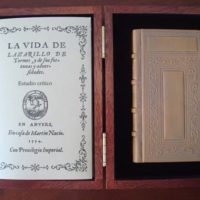 LA VIDA DE
LAZARILLO DE
Tormes, y de sus for-
tunas y adver-
sidades.
Estudio crítico
EN ANVERS,
En casa de Martin Nucio.
1554.
Con Preuilegio Imperial.